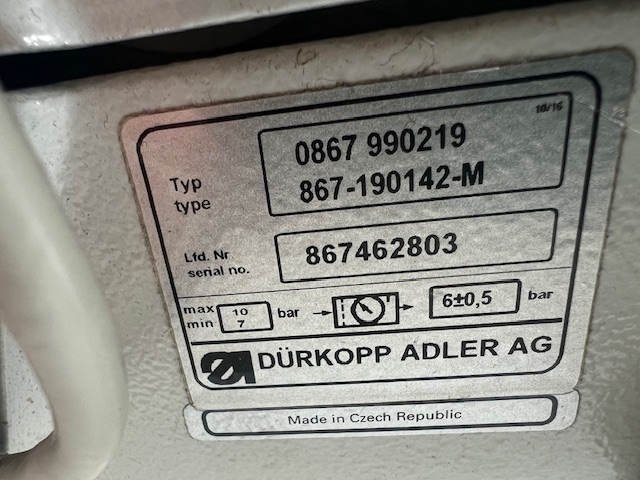 10/16
Typ
type
0867 990219
867-190142-M
Lfd. Nr
serial no.
867462803
max 10 bar 6±0,5 bar
min 7
DÜRKOPP ADLER AG
Made in Czech Republic